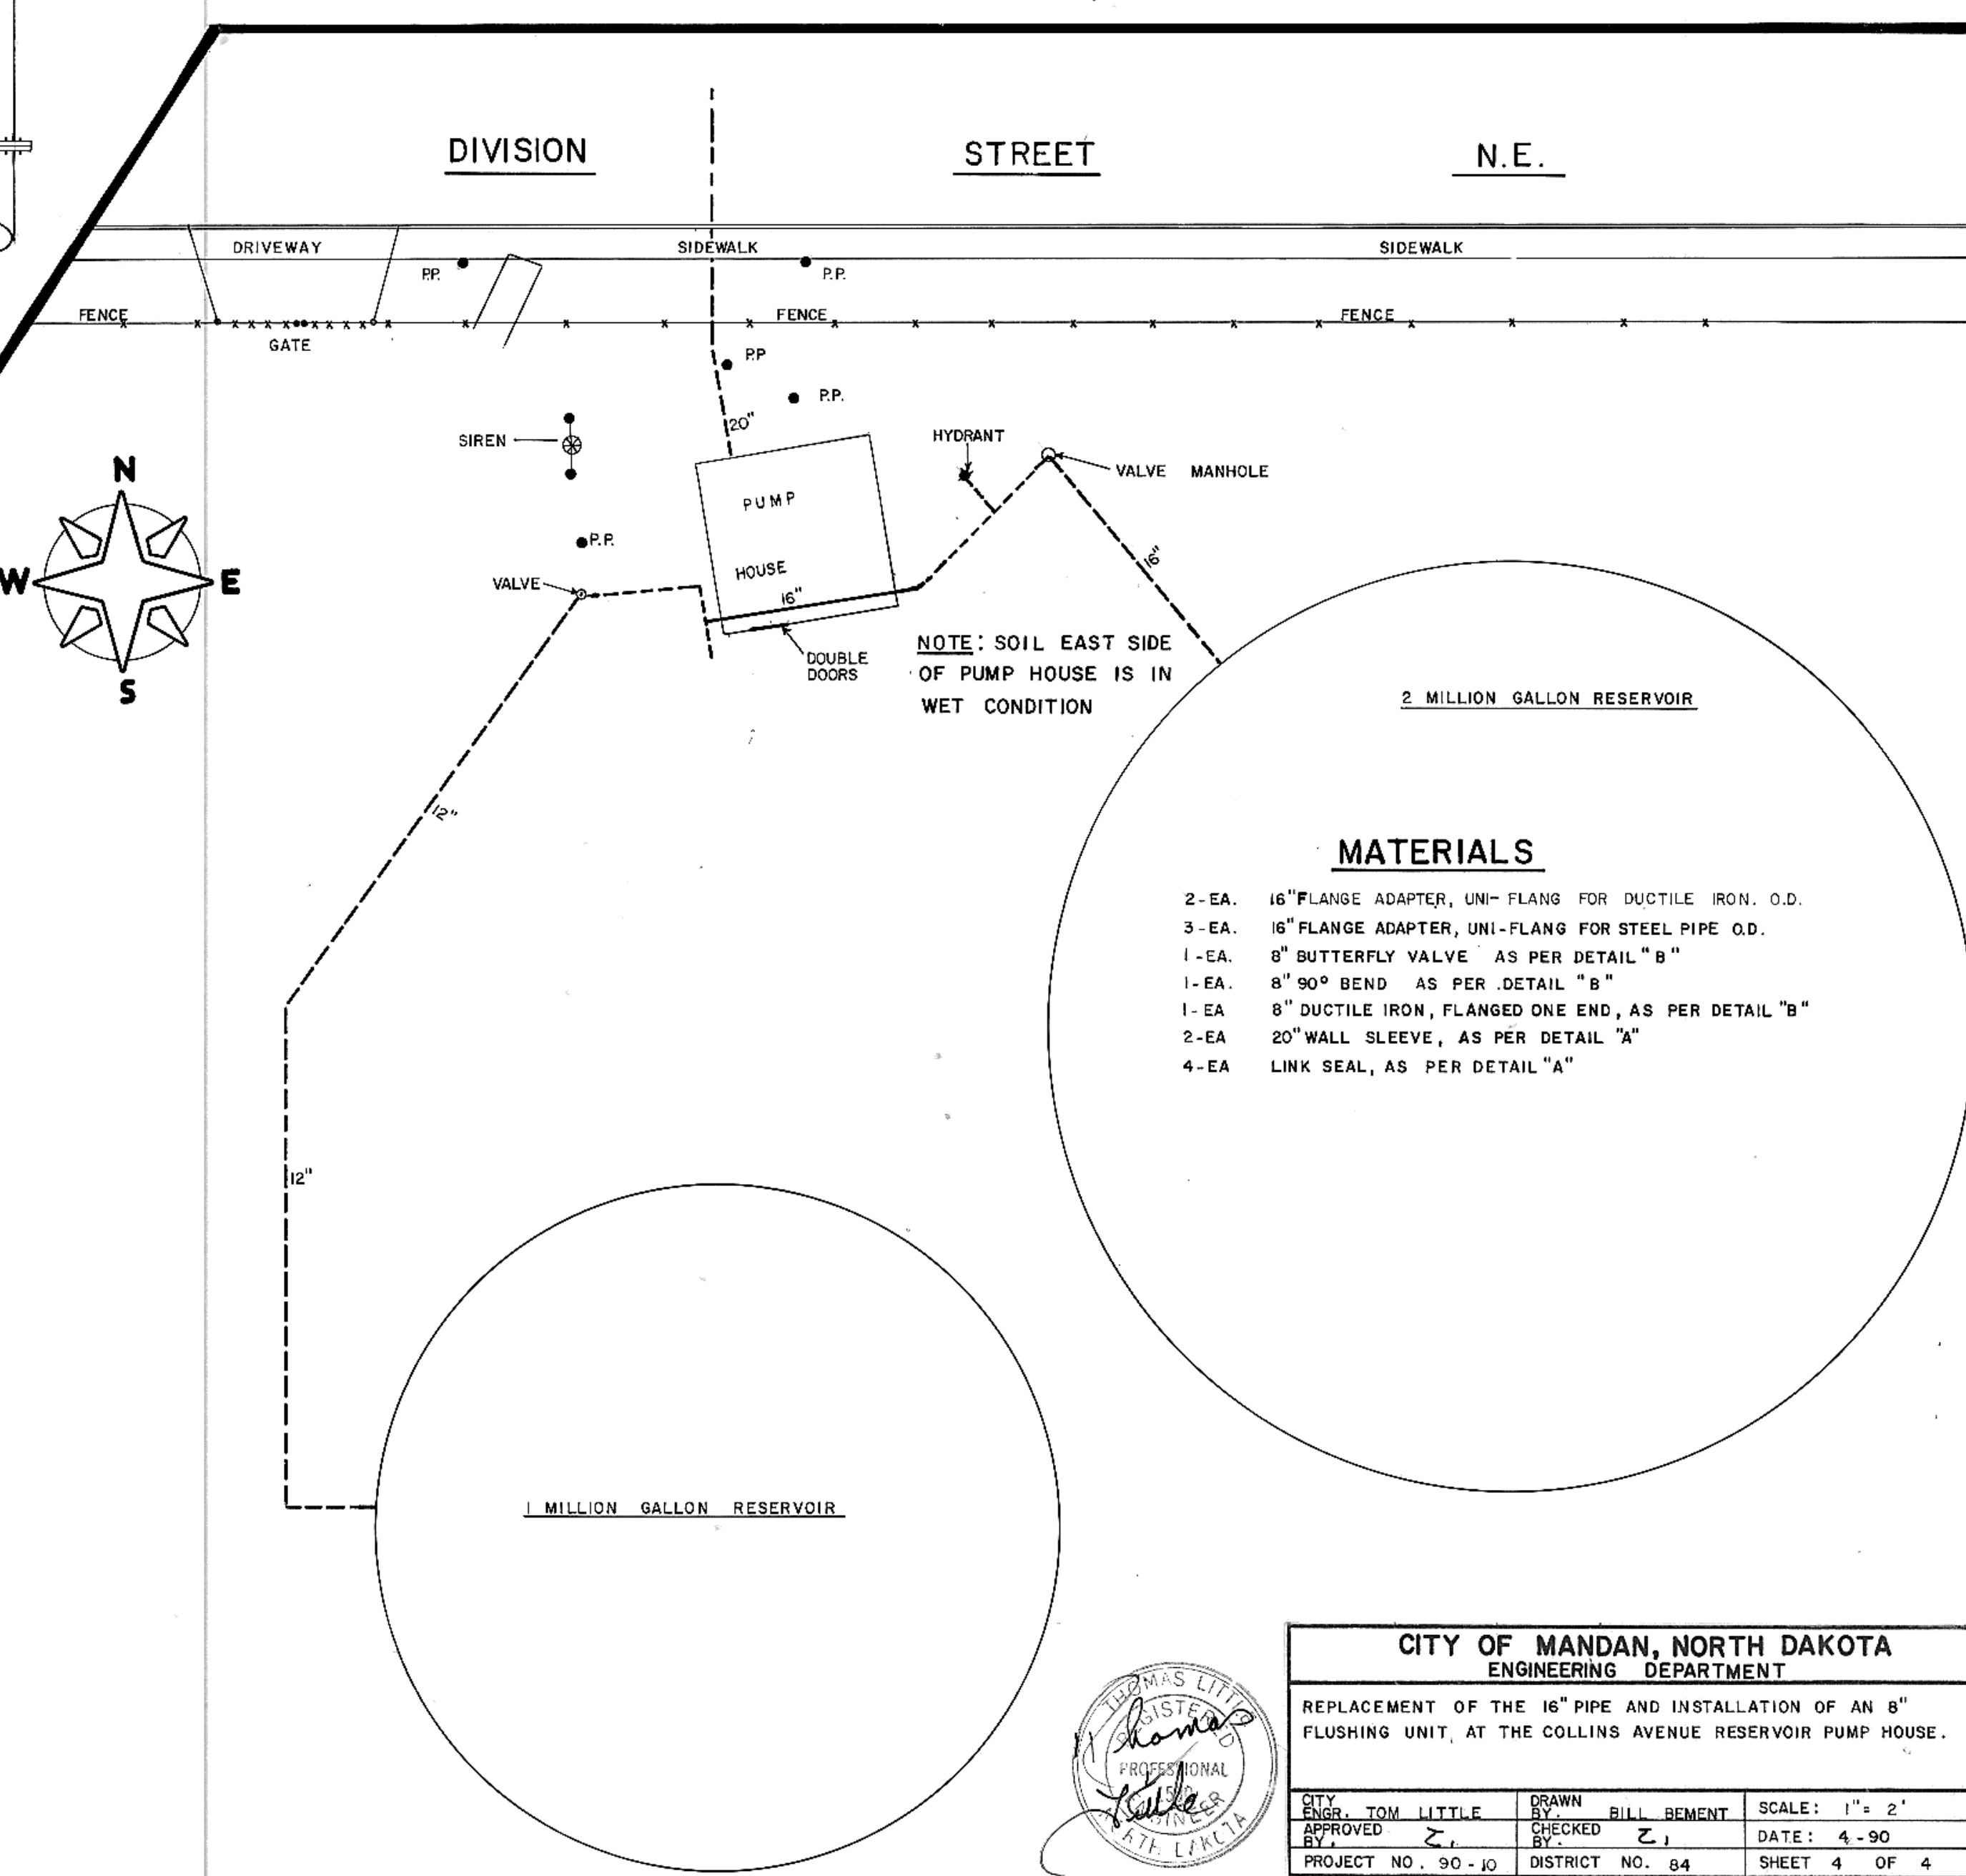 DIVISION STREET N.E.
DRIVEWAY SIDEWALK SIDEWALK
P.P. P.P.
FENCE FENCE FENCE
GATE
P.P
P.P.
20"
SIREN
HYDRANT
VALVE MANHOLE
N
W E
S
PUMP
HOUSE
P.P.
VALVE
16"
16"
DOUBLE
DOORS
NOTE: SOIL EAST SIDE
OF PUMP HOUSE IS IN
WET CONDITION
2 MILLION GALLON RESERVOIR
12"
MATERIALS
2-EA. 16" FLANGE ADAPTER, UNI-FLANG FOR DUCTILE IRON. O.D.
3-EA. 16" FLANGE ADAPTER, UNI-FLANG FOR STEEL PIPE O.D.
1-EA. 8" BUTTERFLY VALVE AS PER DETAIL "B"
1-EA. 8" 90° BEND AS PER DETAIL "B"
1-EA 8" DUCTILE IRON, FLANGED ONE END, AS PER DETAIL "B"
2-EA 20" WALL SLEEVE, AS PER DETAIL "A"
4-EA LINK SEAL, AS PER DETAIL "A"
12"
1 MILLION GALLON RESERVOIR
THOMAS LITTLE
REGISTERED
Thomas
PROFESSIONAL
Little
ENGINEER
CITY OF MANDAN, NORTH DAKOTA
ENGINEERING DEPARTMENT
REPLACEMENT OF THE 16" PIPE AND INSTALLATION OF AN 8"
FLUSHING UNIT, AT THE COLLINS AVENUE RESERVOIR PUMP HOUSE.
CITY ENGR. TOM LITTLE DRAWN BY. BILL BEMENT SCALE: 1" = 2'
APPROVED BY. CHECKED BY. DATE: 4-90
PROJECT NO. 90-10 DISTRICT NO. 84 SHEET 4 OF 4